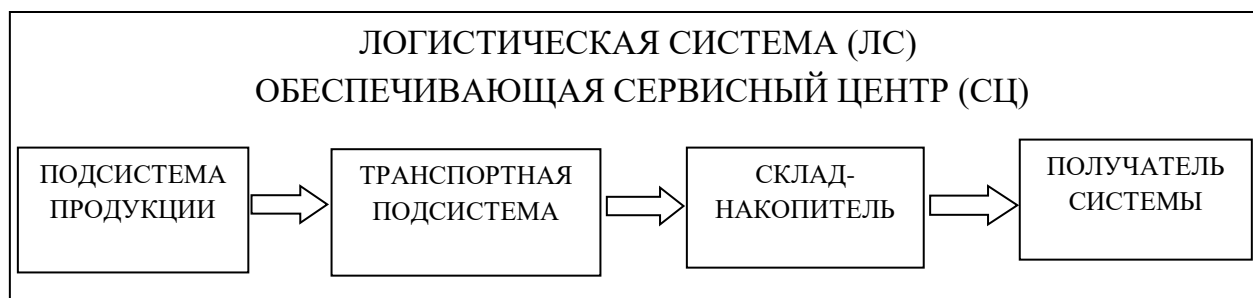 ЛОГИСТИЧЕСКАЯ СИСТЕМА (ЛС)
ОБЕСПЕЧИВАЮЩАЯ СЕРВИСНЫЙ ЦЕНТР (СЦ)
ПОДСИСТЕМА
ПРОДУКЦИИ
ТРАНСПОРТНАЯ
ПОДСИСТЕМА
СКЛАД-
НАКОПИТЕЛЬ
ПОЛУЧАТЕЛЬ
СИСТЕМЫ